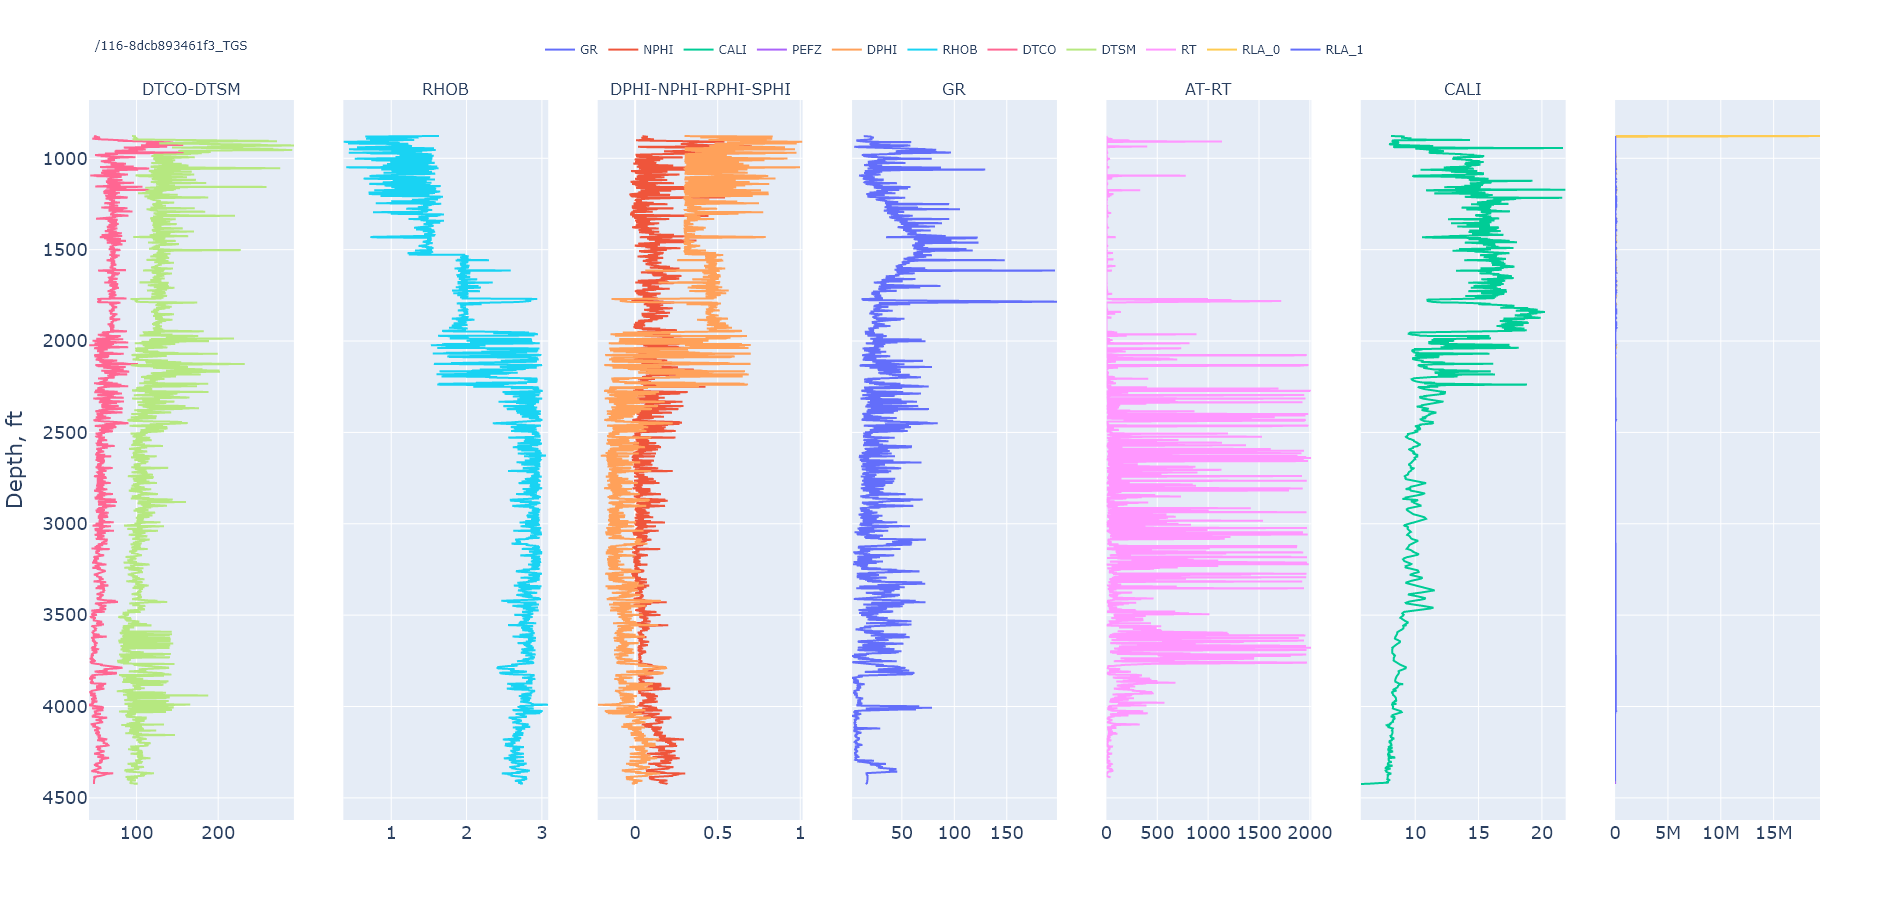 /116-8dcb893461f3_TGS
GR NPHI CALI PEFZ DPHI RHOB DTCO DTSM RT RLA_0 RLA_1
DTCO-DTSM RHOB DPHI-NPHI-RPHI-SPHI GR AT-RT CALI
Depth, ft
1000
1500
2000
2500
3000
3500
4000
4500
100 200 1 2 3 0 0.5 1 50 100 150 0 500 1000 1500 2000 10 15 20 0 5M 10M 15M